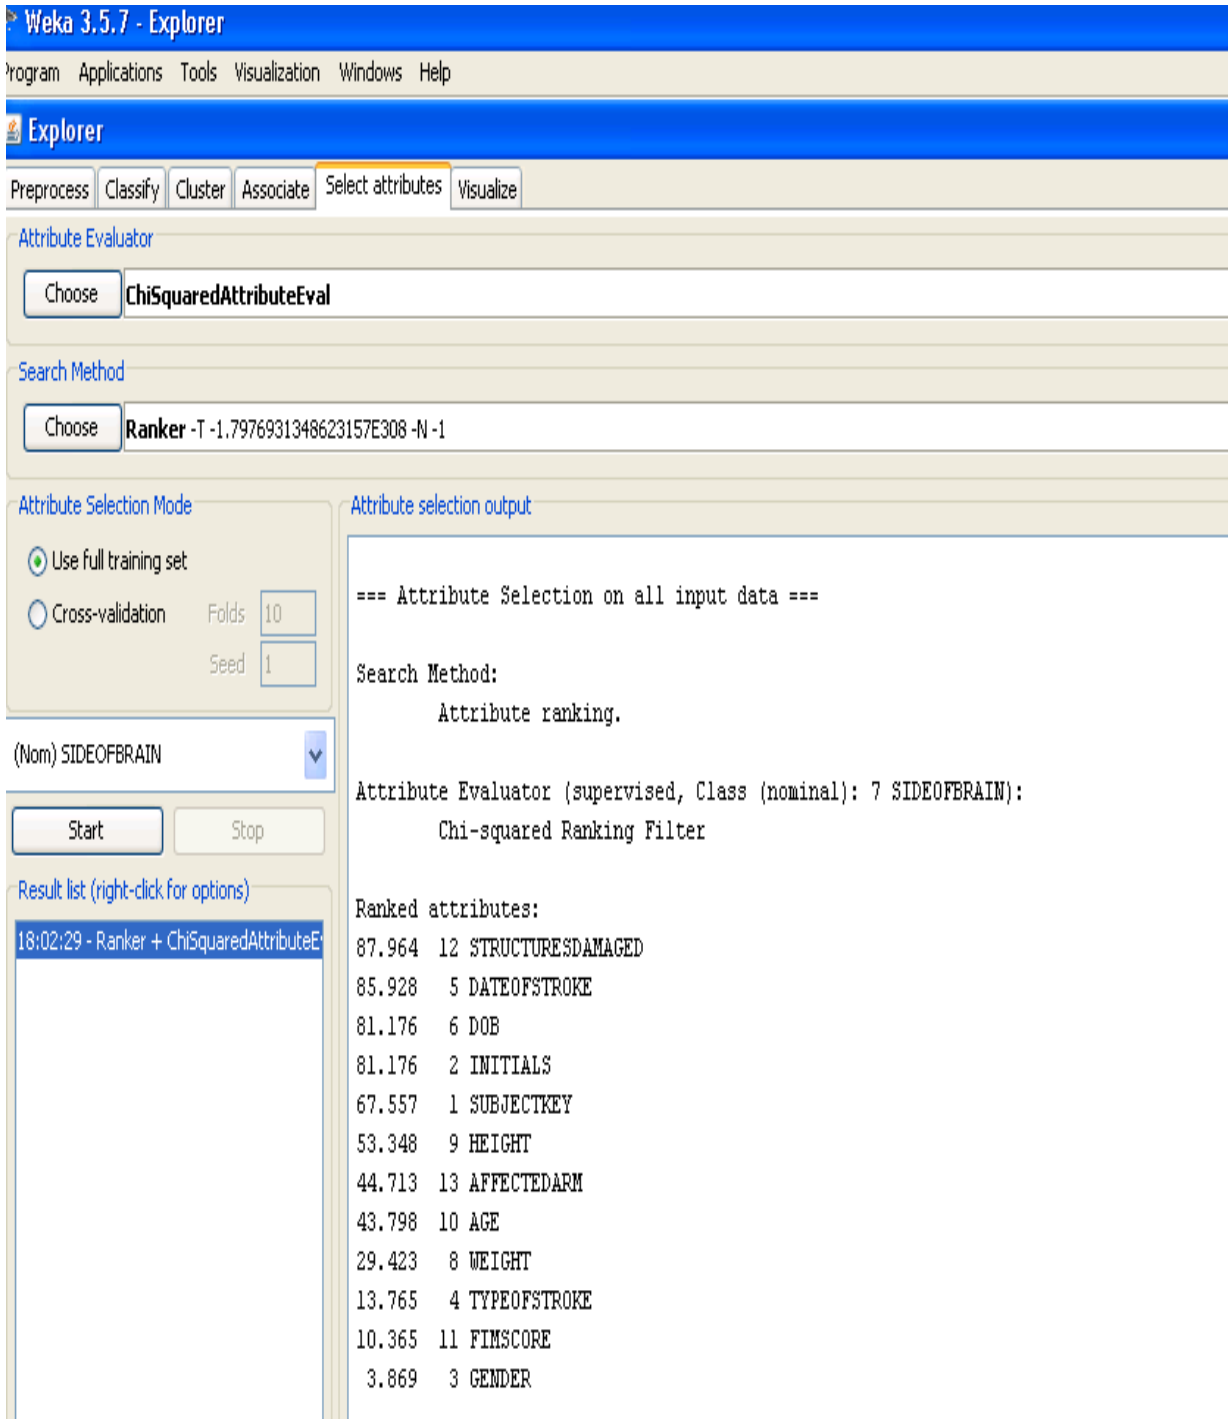 Weka 3.5.7 - Explorer
Program Applications Tools Visualization Windows Help
Explorer
Preprocess Classify Cluster Associate Select attributes Visualize
Attribute Evaluator
Choose ChiSquaredAttributeEval
Search Method
Choose Ranker -T -1.7976931348623157E308 -N -1
Attribute Selection Mode
Use full training set
Cross-validation Folds 10
Seed 1
(Nom) SIDEOFBRAIN
Start Stop
Result list (right-click for options)
18:02:29 - Ranker + ChiSquaredAttributeE
Attribute selection output
=== Attribute Selection on all input data ===
Search Method:
Attribute ranking.
Attribute Evaluator (supervised, Class (nominal): 7 SIDEOFBRAIN):
Chi-squared Ranking Filter
Ranked attributes:
87.964 12 STRUCTURESDAMAGED
85.928 5 DATEOFSTROKE
81.176 6 DOB
81.176 2 INITIALS
67.557 1 SUBJECTKEY
53.348 9 HEIGHT
44.713 13 AFFECTEDARM
43.798 10 AGE
29.423 8 WEIGHT
13.765 4 TYPEOFSTROKE
10.365 11 FIMSCORE
3.869 3 GENDER